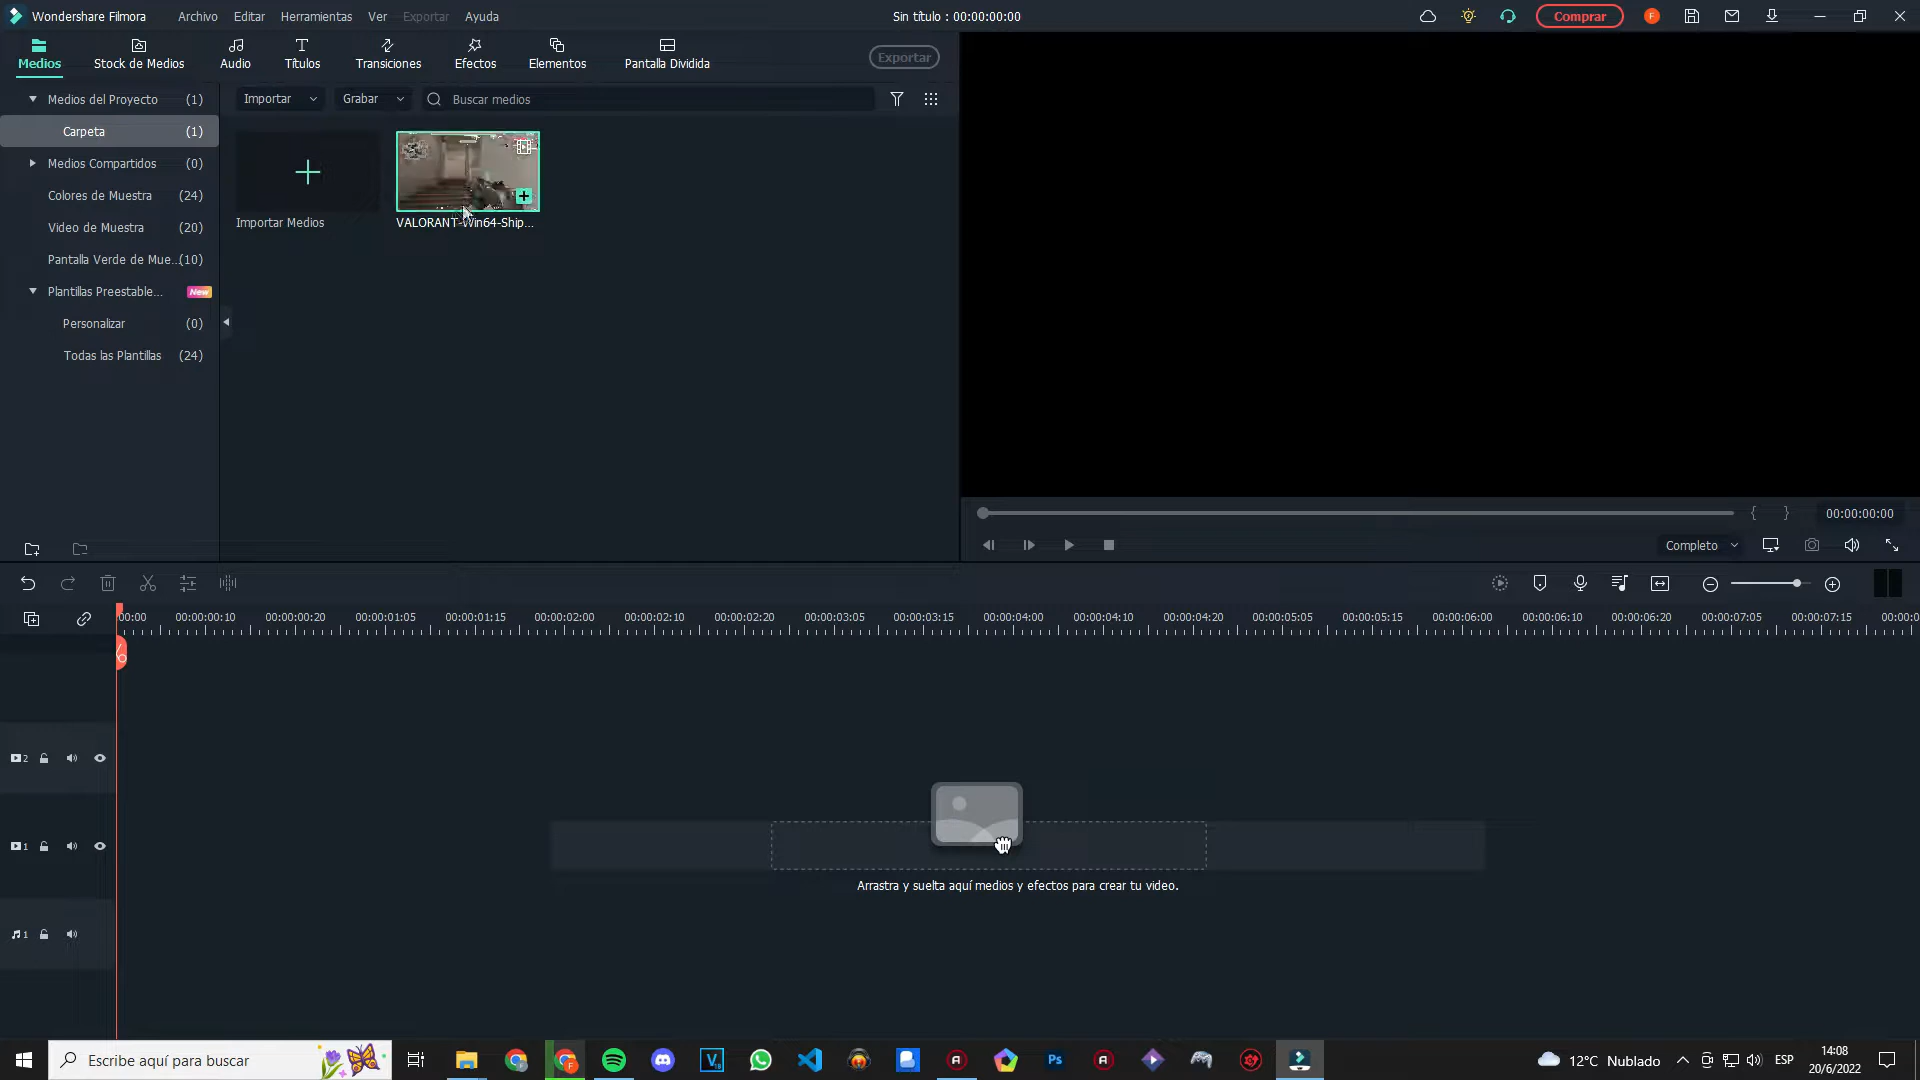 Wondershare Filmora Archivo Editar Herramientas Ver Exportar Ayuda Sin título : 00:00:00:00 Comprar F
Medios Stock de Medios Audio Títulos Transiciones Efectos Elementos Pantalla Dividida Exportar
Medios del Proyecto (1)
Carpeta (1)
Medios Compartidos (0)
Colores de Muestra (24)
Video de Muestra (20)
Pantalla Verde de Mue... (10)
Plantillas Preestable... New
Personalizar (0)
Todas las Plantillas (24)
Importar Grabar Buscar medios
Importar Medios
VALORANT-Win64-Ship...
{ } 00:00:00:00
Completo
00:00 00:00:00:10 00:00:00:20 00:00:01:05 00:00:01:15 00:00:02:00 00:00:02:10 00:00:02:20 00:00:03:05 00:00:03:15 00:00:04:00 00:00:04:10 00:00:04:20 00:00:05:05 00:00:05:15 00:00:06:00 00:00:06:10 00:00:06:20 00:00:07:05 00:00:07:15 00:00:0
2
1
Arrastra y suelta aquí medios y efectos para crear tu video.
1
Escribe aquí para buscar Ps 12°C Nublado ESP
14:08
20/6/2022